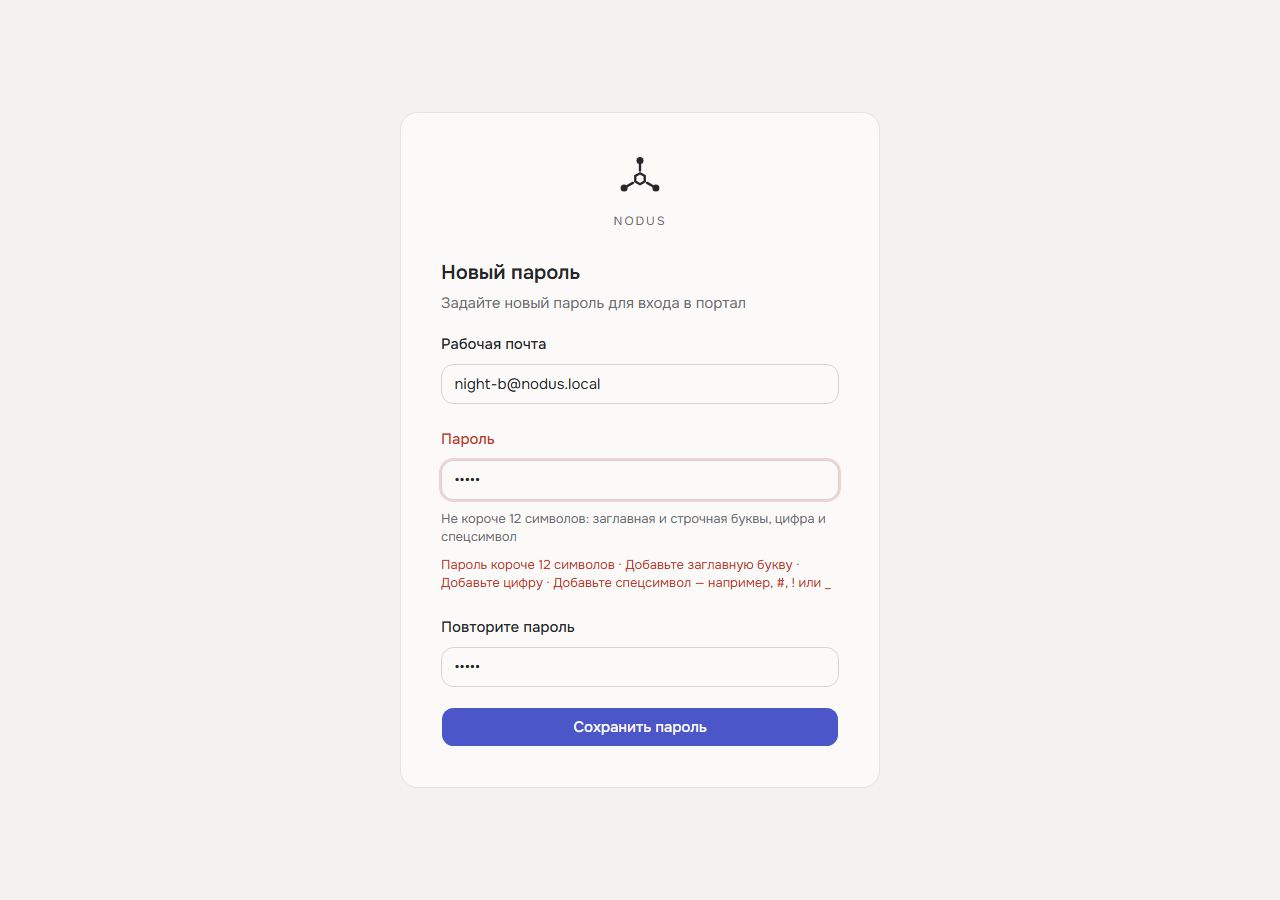 NODUS
Новый пароль
Задайте новый пароль для входа в портал
Рабочая почта
night-b@nodus.local
Пароль
•••••
Не короче 12 символов: заглавная и строчная буквы, цифра и
спецсимвол
Пароль короче 12 символов · Добавьте заглавную букву ·
Добавьте цифру · Добавьте спецсимвол — например, #, ! или _
Повторите пароль
•••••
Сохранить пароль